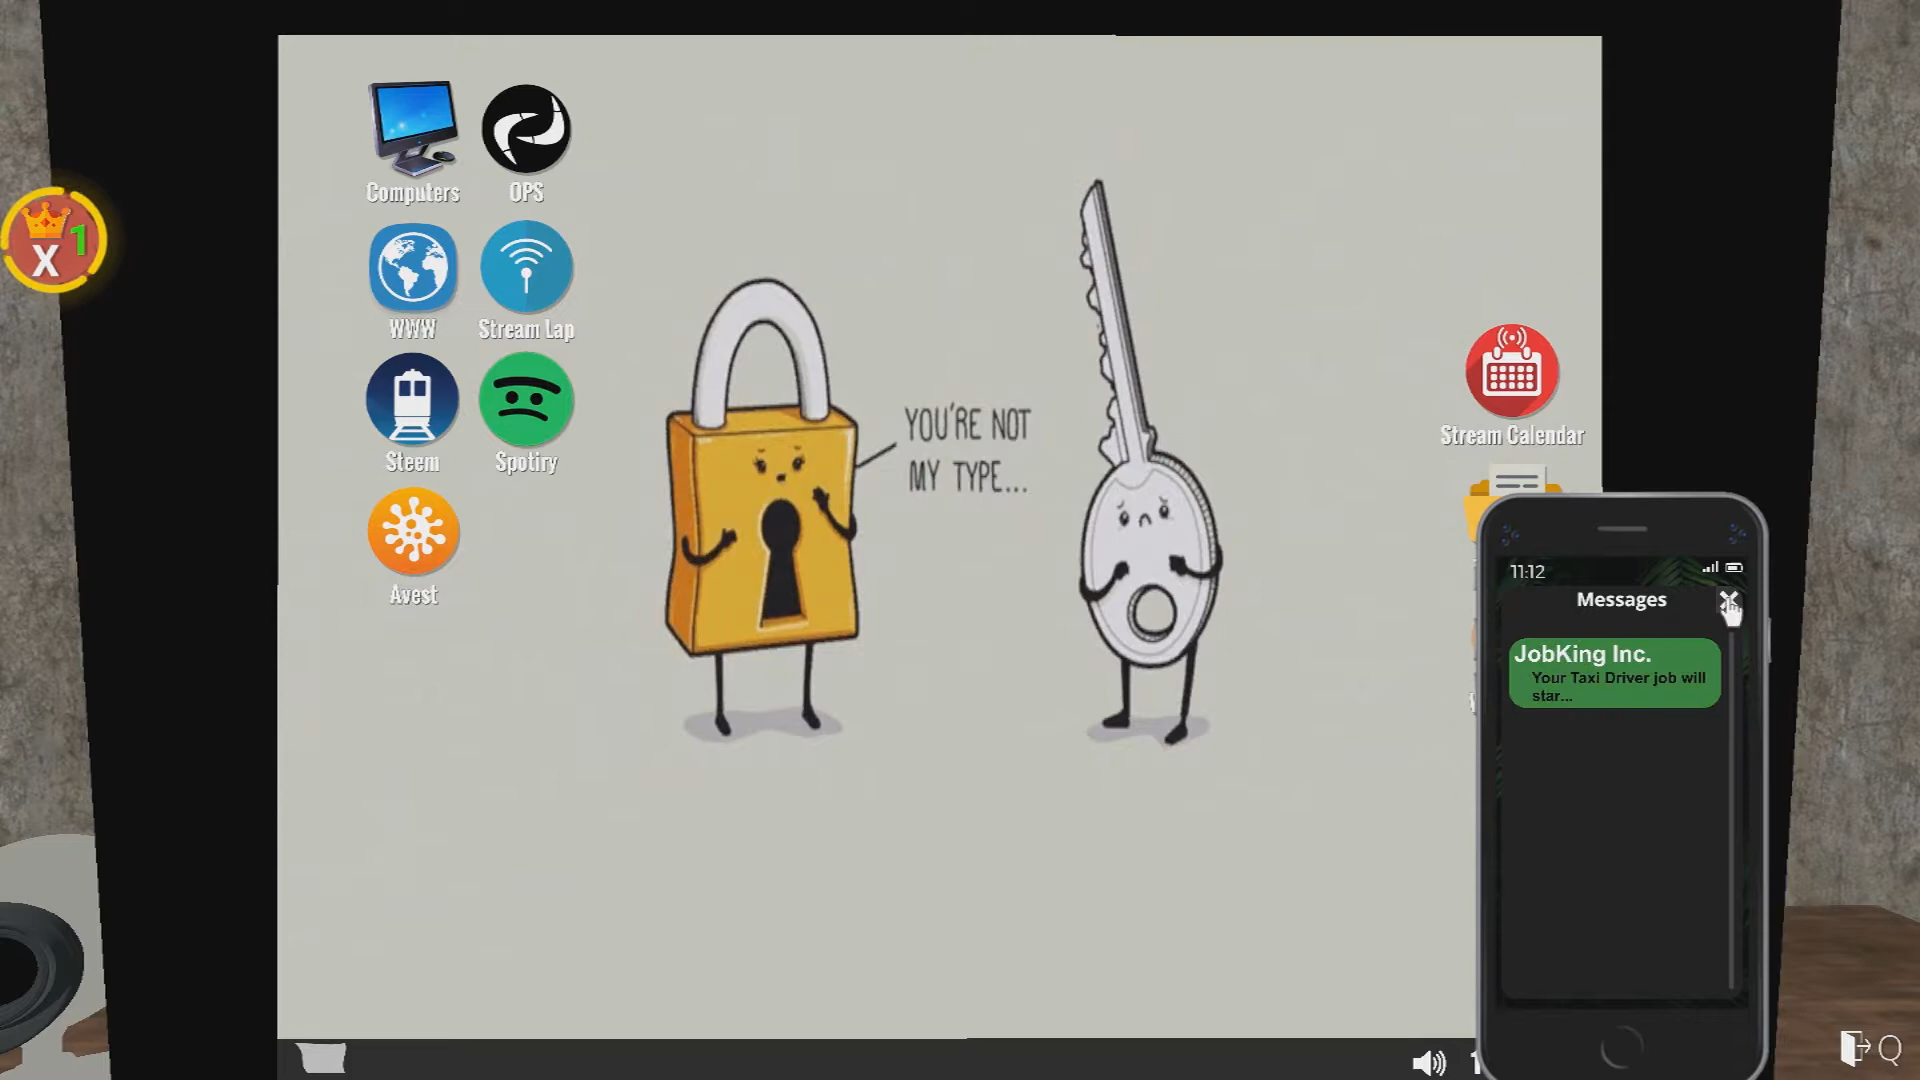 Computers
OPS
WWW
Stream Lap
Steem
Spotiry
Avest
X 1
YOU'RE NOT
MY TYPE...
Stream Calendar
11:12
Messages
JobKing Inc.
Your Taxi Driver job will
star...
Q